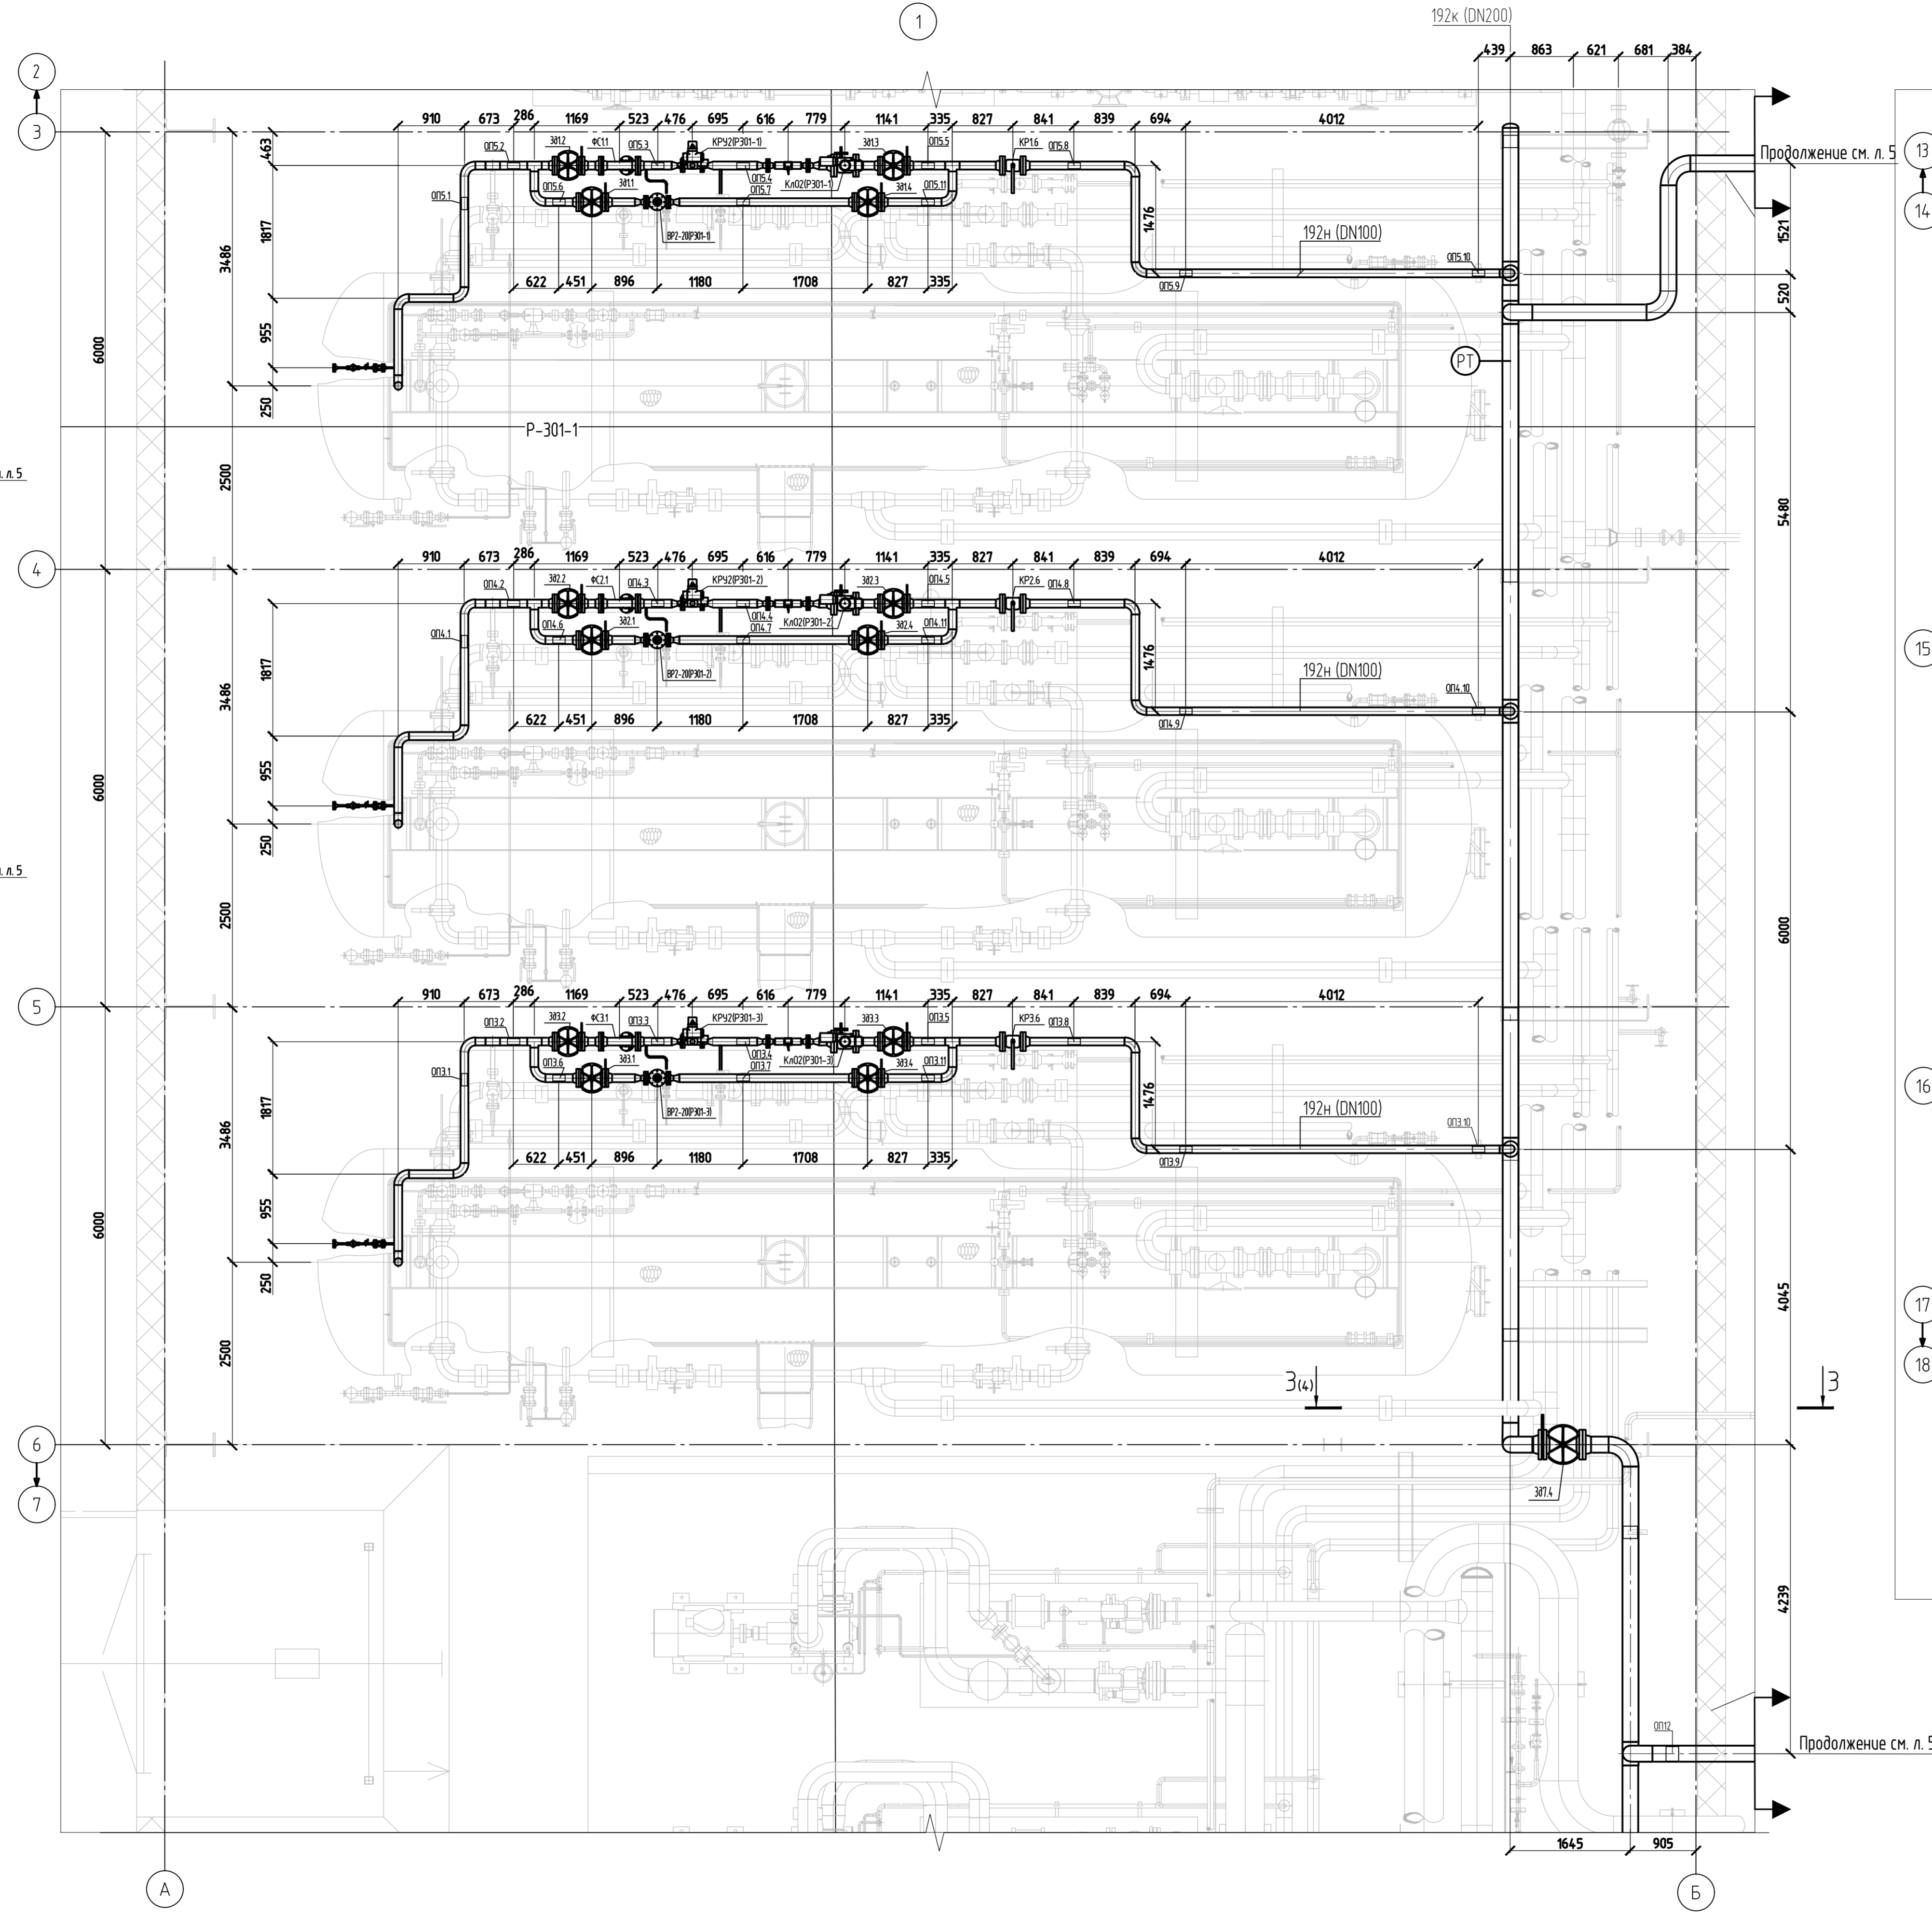 1
192к (DN200)
439 863 621 681 384
2
3
910 673 286 1169 523 476 695 616 779 1141 335 827 841 839 694 4012
463
ОП5.2 Зд1.2 ФС1.1 ОП5.3 КРУ2(Р301-1) ОП5.5 КР1.6 ОП5.8
ОП5.4
ОП5.1 ОП5.6 Зд1.1 ОП5.7 КлО2(Р301-1) Зд1.4 ОП5.11
Зд1.3
ВР2-20(Р301-1)
Продолжение см. л. 5
13
14
1817
3486
1476
192н (DN100)
ОП5.9
ОП5.10
1521
520
622 451 896 1180 1708 827 335
955
250
6000
РТ
Р-301-1
2500
5480
л. 5
4
910 673 286 1169 523 476 695 616 779 1141 335 827 841 839 694 4012
ОП4.2 Зд2.2 ФС2.1 ОП4.3 КРУ2(Р301-2) Зд2.3 ОП4.5 КР2.6 ОП4.8
ОП4.4
ОП4.1 ОП4.6 Зд2.1 ОП4.7 КлО2(Р301-2) Зд2.4 ОП4.11
ВР2-20(Р301-2)
15
1817
3486
1476
192н (DN100)
ОП4.9
ОП4.10
622 451 896 1180 1708 827 335
955
250
6000
2500
6000
л. 5
5
910 673 286 1169 523 476 695 616 779 1141 335 827 841 839 694 4012
ОП3.2 Зд3.2 ФС3.1 ОП3.3 КРУ2(Р301-3) Зд3.3 ОП3.5 КР3.6 ОП3.8
ОП3.4
ОП3.1 ОП3.6 Зд3.1 ОП3.7 КлО2(Р301-3) Зд3.4 ОП3.11
ВР2-20(Р301-3)
16
1817
3486
1476
192н (DN100)
ОП3.9
ОП3.10
622 451 896 1180 1708 827 335
955
250
6000
2500
4045
17
18
3(4)
3
6
7
Зд7.4
4239
ОП12
Продолжение см. л. 5
1645 905
А
Б